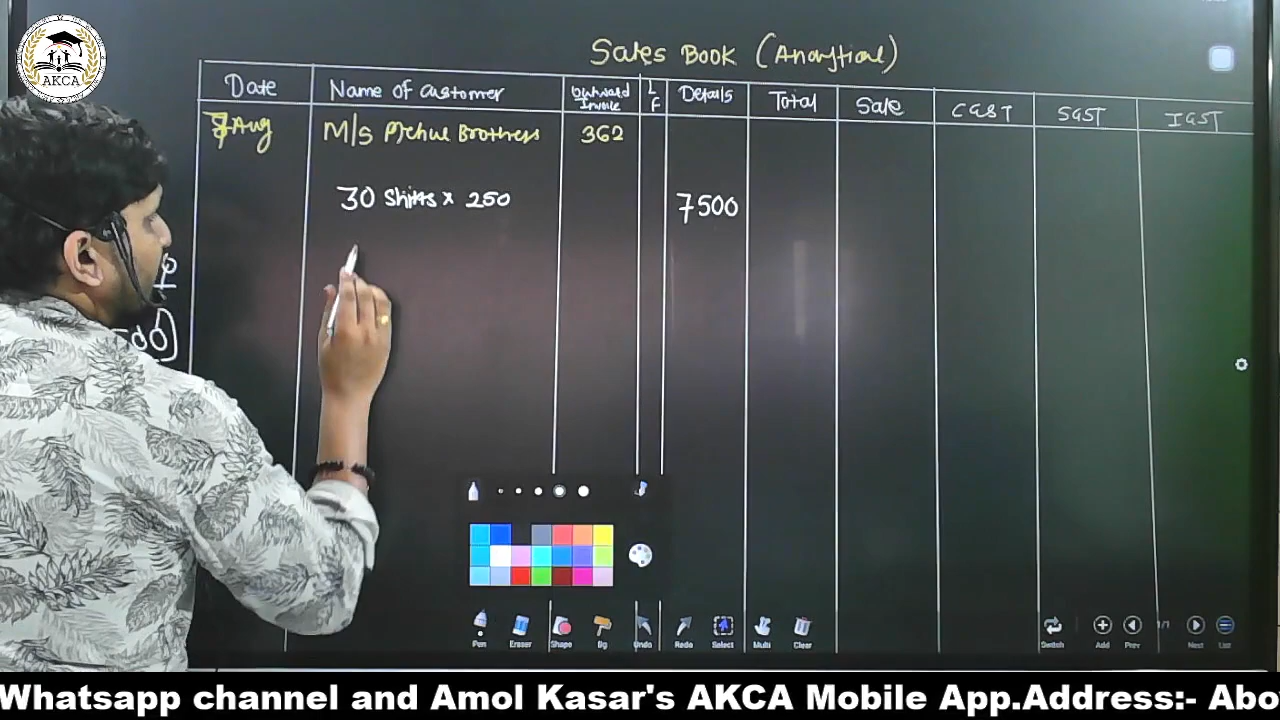 AKCA
Sales Book (Analytical)
Date
Name of Customer
Outward Invoice
L F
Details
Total
Sale
CGST
SGST
IGST
7 Aug
M/S
Brothers
362
30 Shirts x 250
7500
Pen
Eraser
Shape
Bg
Undo
Redo
Select
Multi
Clear
Switch
Add
Prev
1/1
Next
List
Whatsapp channel and Amol Kasar's AKCA Mobile App.Address:- Abo